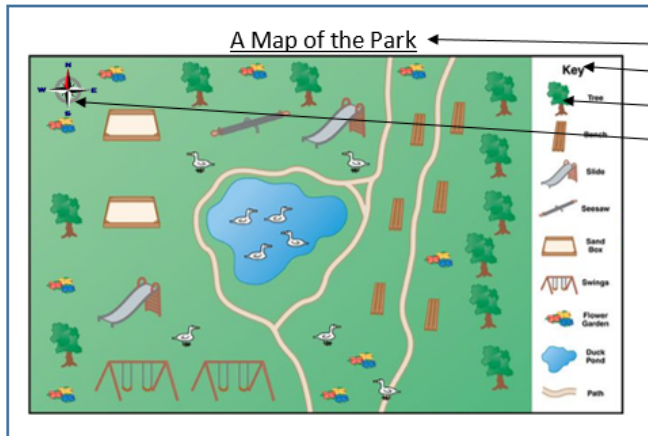 A Map of the Park
N
W E
S
Key
Tree
Bench
Slide
Seesaw
Sand
Box
Swings
Flower
Garden
Duck
Pond
Path